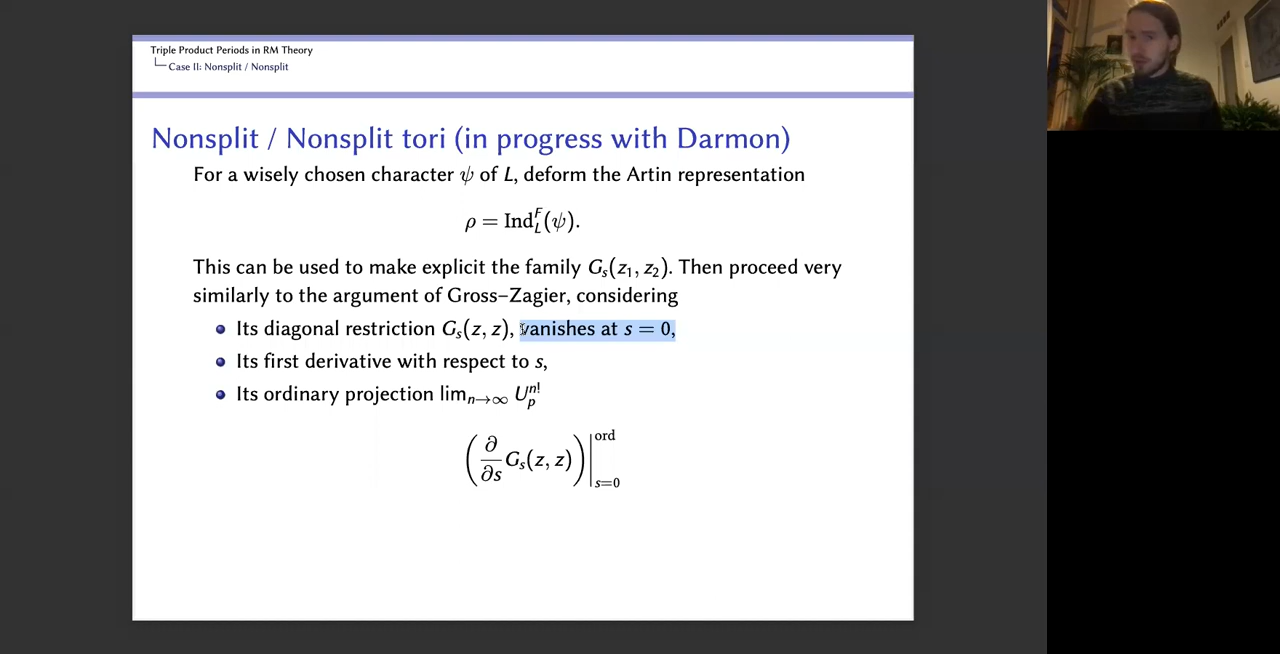 Triple Product Periods in RM Theory
Case II: Nonsplit / Nonsplit
Nonsplit / Nonsplit tori (in progress with Darmon)
For a wisely chosen character ψ of L, deform the Artin representation
ρ = Ind_L^F(ψ).
This can be used to make explicit the family G_s(z_1, z_2). Then proceed very
similarly to the argument of Gross–Zagier, considering
• Its diagonal restriction G_s(z, z), vanishes at s = 0,
• Its first derivative with respect to s,
• Its ordinary projection lim_{n→∞} U_p^{n!}
(∂/∂s G_s(z, z))|_{s=0}^{ord}